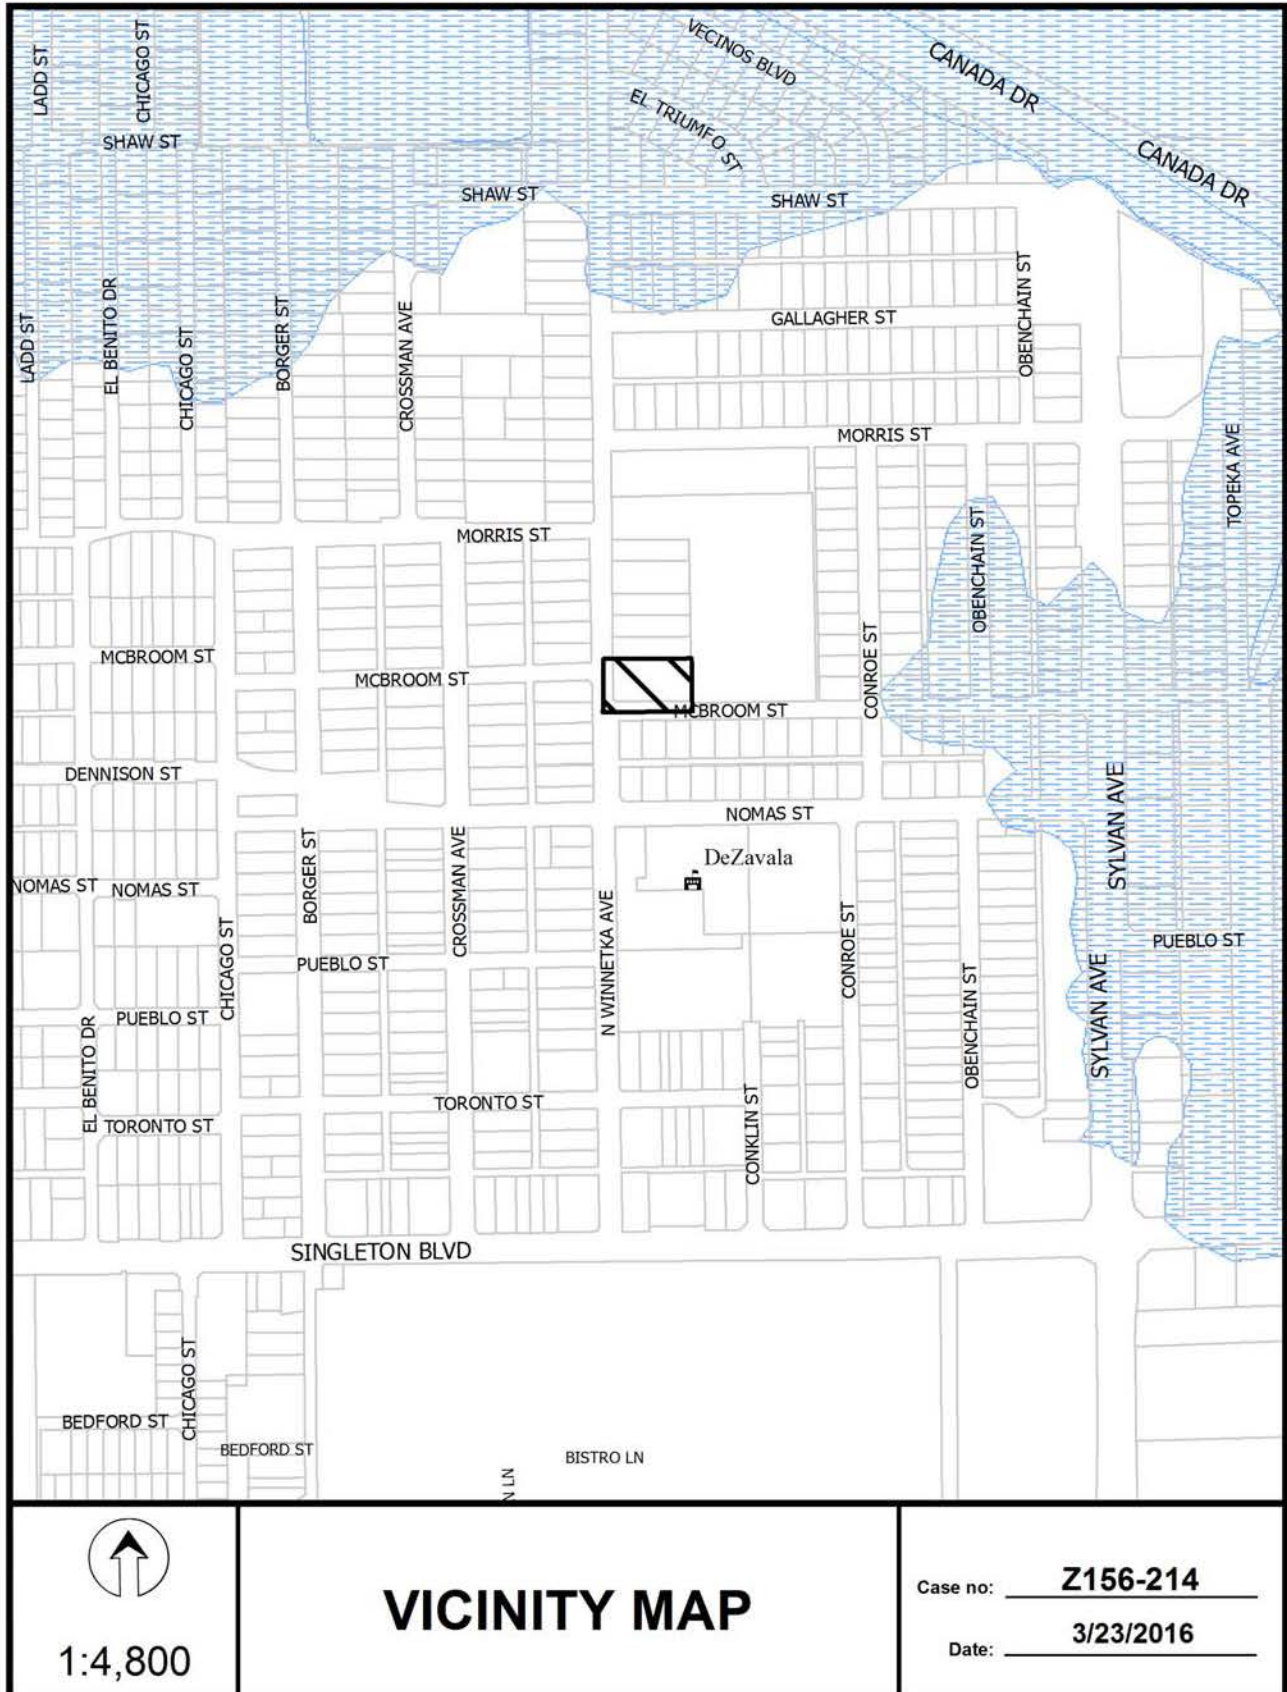 LADD ST
CHICAGO ST
VECINOS BLVD
CANADA DR
EL TRIUMFO ST
SHAW ST
CANADA DR
SHAW ST
SHAW ST
LADD ST
EL BENITO DR
CHICAGO ST
BORGER ST
CROSSMAN AVE
GALLAGHER ST
OBENCHAIN ST
MORRIS ST
TOPEKA AVE
MORRIS ST
OBENCHAIN ST
MCBROOM ST
MCBROOM ST
CONROE ST
MCBROOM ST
DENNISON ST
SYLVAN AVE
NOMAS ST
BORGER ST
CROSSMAN AVE
DeZavala
NOMAS ST
NOMAS ST
CHICAGO ST
N WINNETKA AVE
CONROE ST
PUEBLO ST
PUEBLO ST
OBENCHAIN ST
SYLVAN AVE
PUEBLO ST
EL BENITO DR
TORONTO ST
CONKLIN ST
TORONTO ST
SINGLETON BLVD
CHICAGO ST
BEDFORD ST
BEDFORD ST
BISTRO LN
N LN
1:4,800
VICINITY MAP
Case no: Z156-214
Date: 3/23/2016